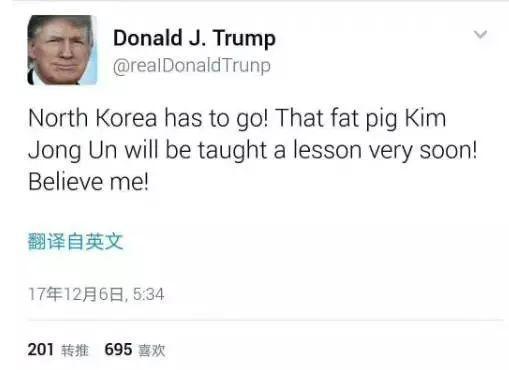 Donald J. Trump
@realDonaldTrunp
North Korea has to go! That fat pig Kim
Jong Un will be taught a lesson very soon!
Believe me!
翻译自英文
17年12月6日, 5:34
201 转推 695 喜欢